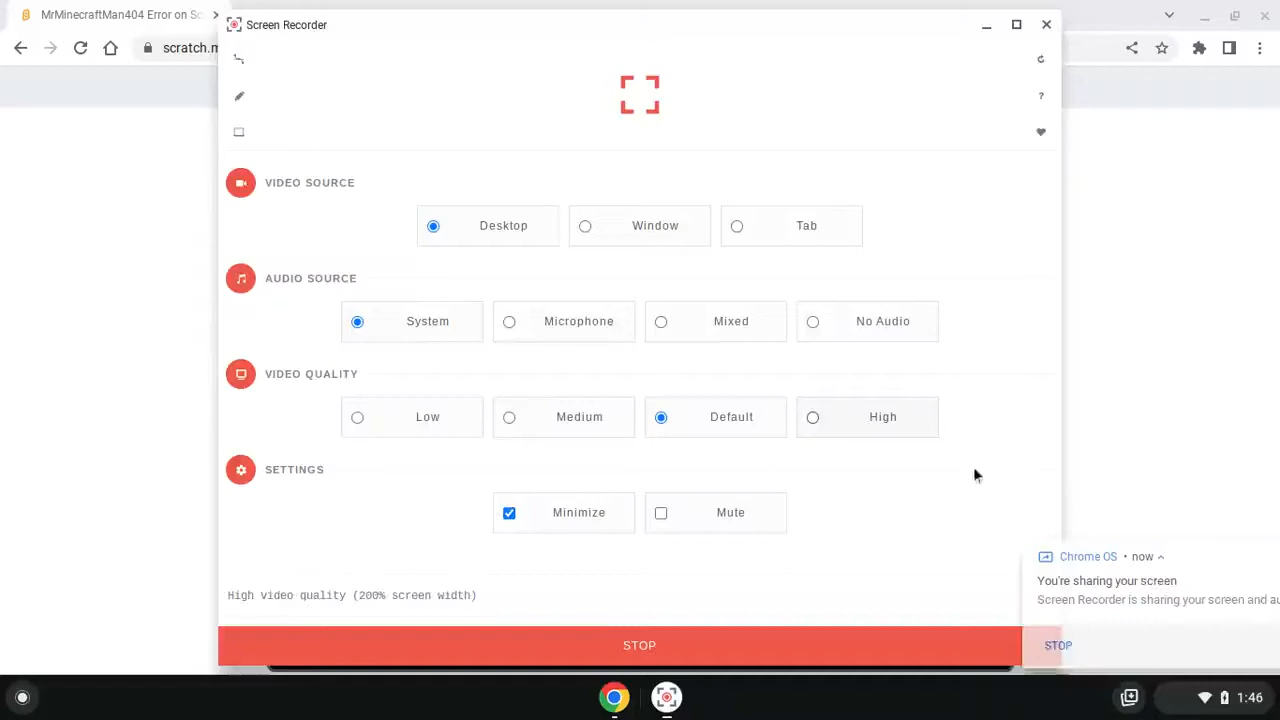 MrMinecraftMan404 Error on Sc
Screen Recorder
scratch.m
?
VIDEO SOURCE
Desktop
Window
Tab
AUDIO SOURCE
System
Microphone
Mixed
No Audio
VIDEO QUALITY
Low
Medium
Default
High
SETTINGS
Minimize
Mute
Chrome OS • now
You're sharing your screen
Screen Recorder is sharing your screen and au
High video quality (200% screen width)
STOP
STOP
1:46